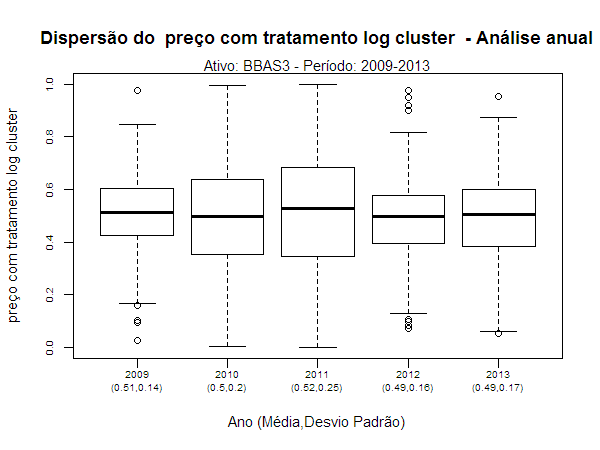 Dispersão do  preço com tratamento log cluster  - Análise anual
Ativo: BBAS3 - Período: 2009-2013
preço com tratamento log cluster
1.0
0.8
0.6
0.4
0.2
0.0
2009 2010 2011 2012 2013
(0.51,0.14) (0.5,0.2) (0.52,0.25) (0.49,0.16) (0.49,0.17)
Ano (Média,Desvio Padrão)